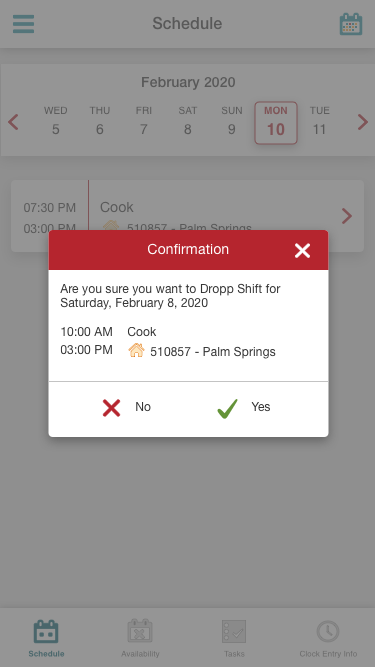 Schedule
February 2020
WED THU FRI SAT SUN MON TUE
5 6 7 8 9 10 11
07:30 PM Cook
03:00 PM 510857 - Palm Springs
Confirmation
Are you sure you want to Dropp Shift for
Saturday, February 8, 2020
10:00 AM Cook
03:00 PM 510857 - Palm Springs
No Yes
Schedule Availability Tasks Clock Entry Info